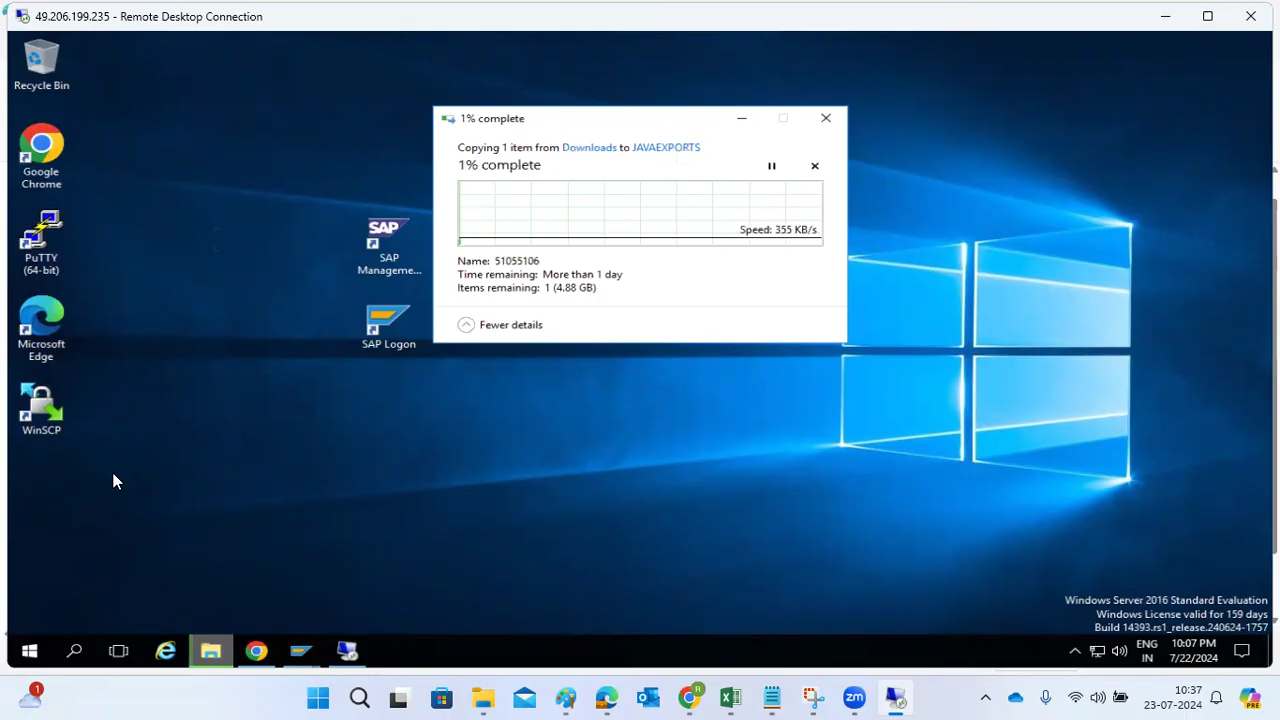 49.206.199.235 - Remote Desktop Connection
Recycle Bin
Google
Chrome
PuTTY
(64-bit)
Microsoft
Edge
WinSCP
SAP
SAP
Manageme...
SAP Logon
1% complete
Copying 1 item from Downloads to JAVAEXPORTS
1% complete
Speed: 355 KB/s
Name: 51055106
Time remaining: More than 1 day
Items remaining: 1 (4.88 GB)
Fewer details
Windows Server 2016 Standard Evaluation
Windows License valid for 159 days
Build 14393.rs1_release.240624-1757
ENG
IN
10:07 PM
7/22/2024
1
R
zm
10:37
23-07-2024
PRE